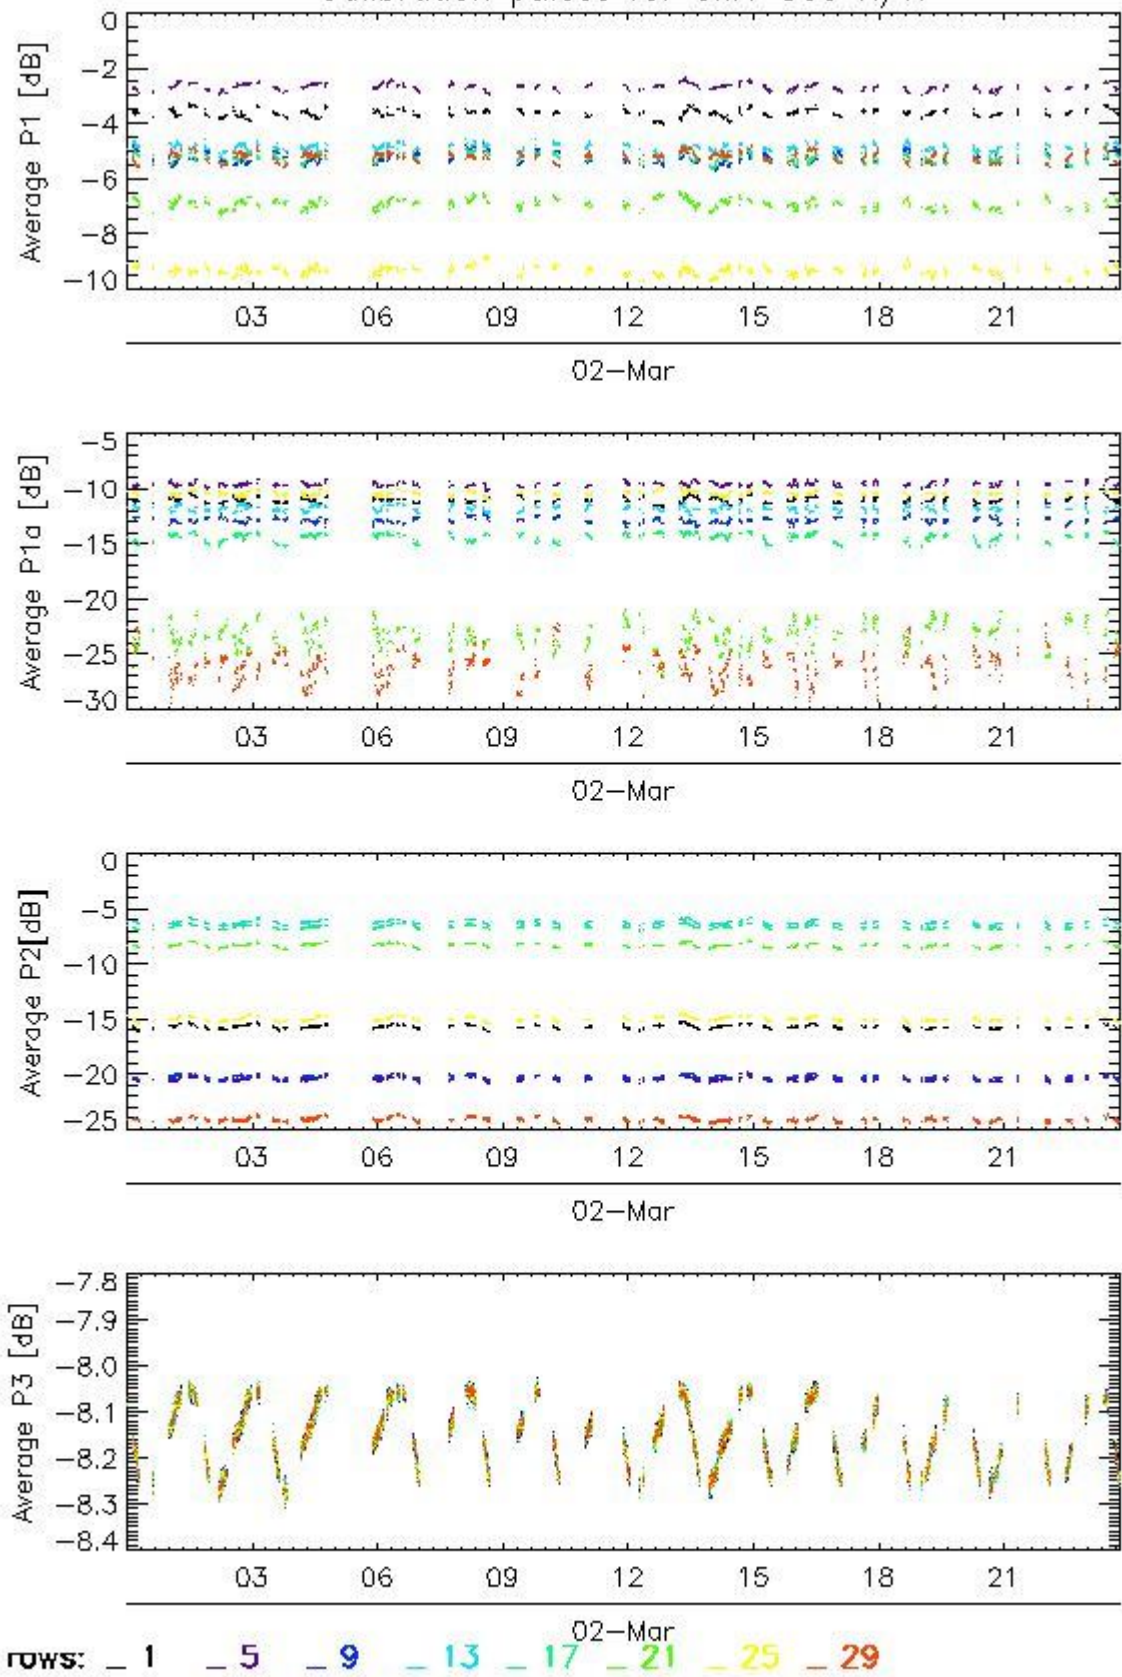 0
-2
-4
-6
-8
-10
Average P1 [dB]
03 06 09 12 15 18 21
02-Mar
-5
-10
-15
-20
-25
-30
Average P1a [dB]
03 06 09 12 15 18 21
02-Mar
0
-5
-10
-15
-20
-25
Average P2[dB]
03 06 09 12 15 18 21
02-Mar
-7.8
-7.9
-8.0
-8.1
-8.2
-8.3
-8.4
Average P3 [dB]
03 06 09 12 15 18 21
02-Mar
rows: _ 1 _ 5 _ 9 _ 13 _ 17 _ 21 _ 25 _ 29